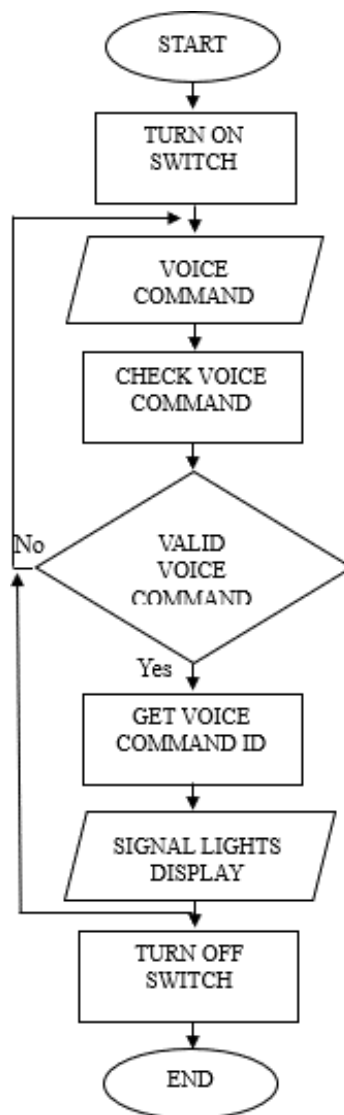 START
TURN ON
SWITCH
VOICE
COMMAND
CHECK VOICE
COMMAND
No
VALID
VOICE
COMMAND
Yes
GET VOICE
COMMAND ID
SIGNAL LIGHTS
DISPLAY
TURN OFF
SWITCH
END